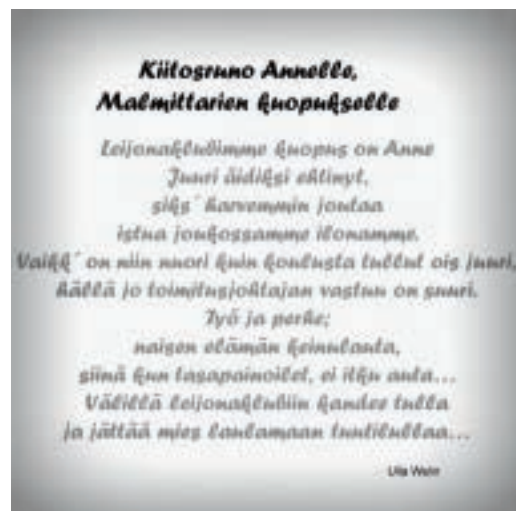 Kiitosruno Annelle,
Malmittarien kuopukselle
Leijonaklubimme kuopus on Anne
Juuri äidiksi ehtinyt,
siks´ harvemmin joutaa
istua joukossamme ilonamme.
Vaikk´ on niin nuori kuin koulusta tullut ois juuri,
hällä jo toimitusjohtajan vastuu on suuri.
Työ ja perhe;
naisen elämän keinulauta,
siinä kun tasapainoilet, ei itku auta...
Välillä leijonaklubiin kandee tulla
ja jättää mies laulamaan tuutilullaa...
Ulla